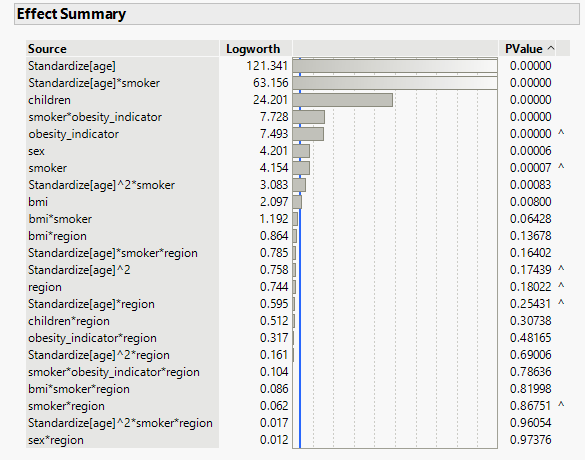 Effect Summary
Source Logworth PValue ^
Standardize[age] 121.341 0.00000
Standardize[age]*smoker 63.156 0.00000
children 24.201 0.00000
smoker*obesity_indicator 7.728 0.00000
obesity_indicator 7.493 0.00000 ^
sex 4.201 0.00006
smoker 4.154 0.00007 ^
Standardize[age]^2*smoker 3.083 0.00083
bmi 2.097 0.00800
bmi*smoker 1.192 0.06428
bmi*region 0.864 0.13678
Standardize[age]*smoker*region 0.785 0.16402
Standardize[age]^2 0.758 0.17439 ^
region 0.744 0.18022 ^
Standardize[age]*region 0.595 0.25431 ^
children*region 0.512 0.30738
obesity_indicator*region 0.317 0.48165
Standardize[age]^2*region 0.161 0.69006
smoker*obesity_indicator*region 0.104 0.78636
bmi*smoker*region 0.086 0.81998
smoker*region 0.062 0.86751 ^
Standardize[age]^2*smoker*region 0.017 0.96054
sex*region 0.012 0.97376